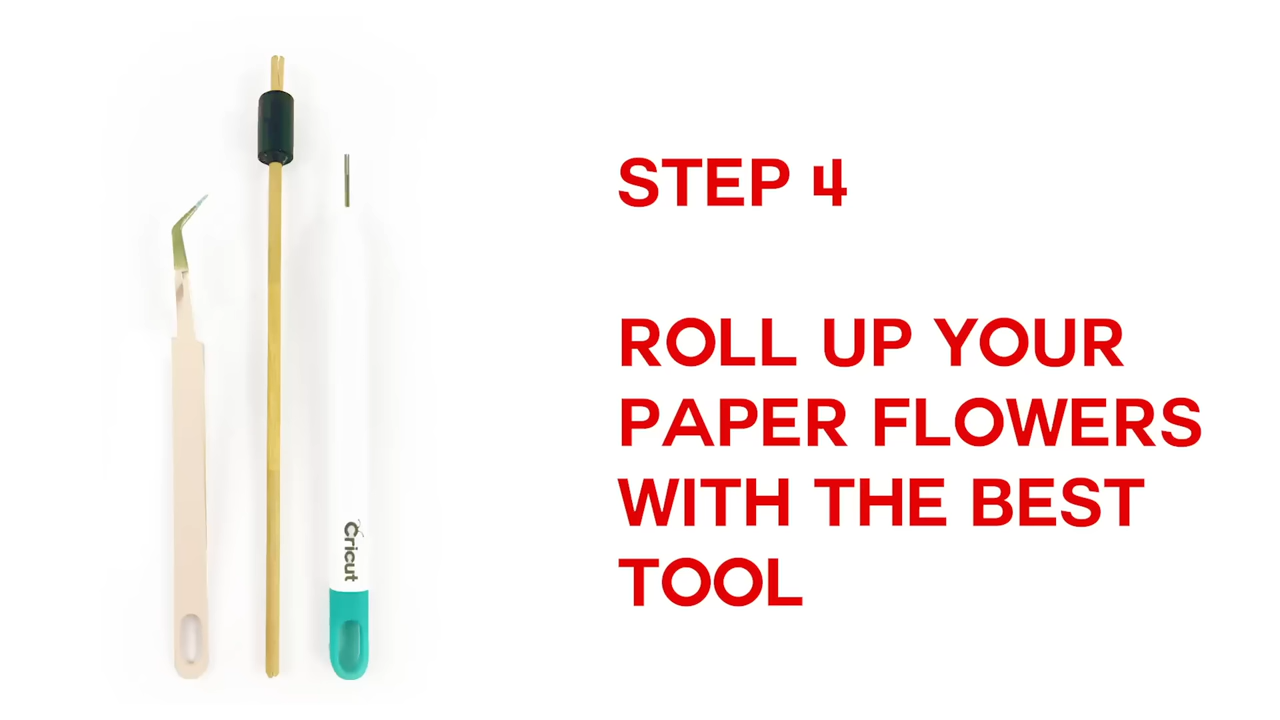 STEP 4
ROLL UP YOUR
PAPER FLOWERS
WITH THE BEST
TOOL
Cricut